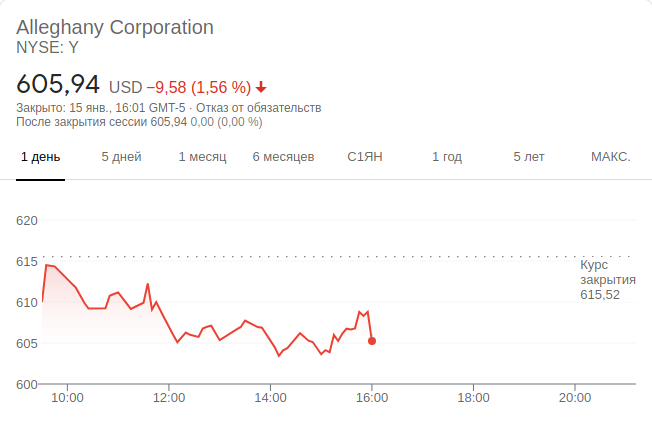 Alleghany Corporation
NYSE: Y
605,94 USD −9,58 (1,56 %)
Закрыто: 15 янв., 16:01 GMT-5 · Отказ от обязательств
После закрытия сессии 605,94 0,00 (0,00 %)
1 день 5 дней 1 месяц 6 месяцев С1ЯН 1 год 5 лет МАКС.
620
615
610
605
600
Курс
закрытия
615,52
10:00 12:00 14:00 16:00 18:00 20:00